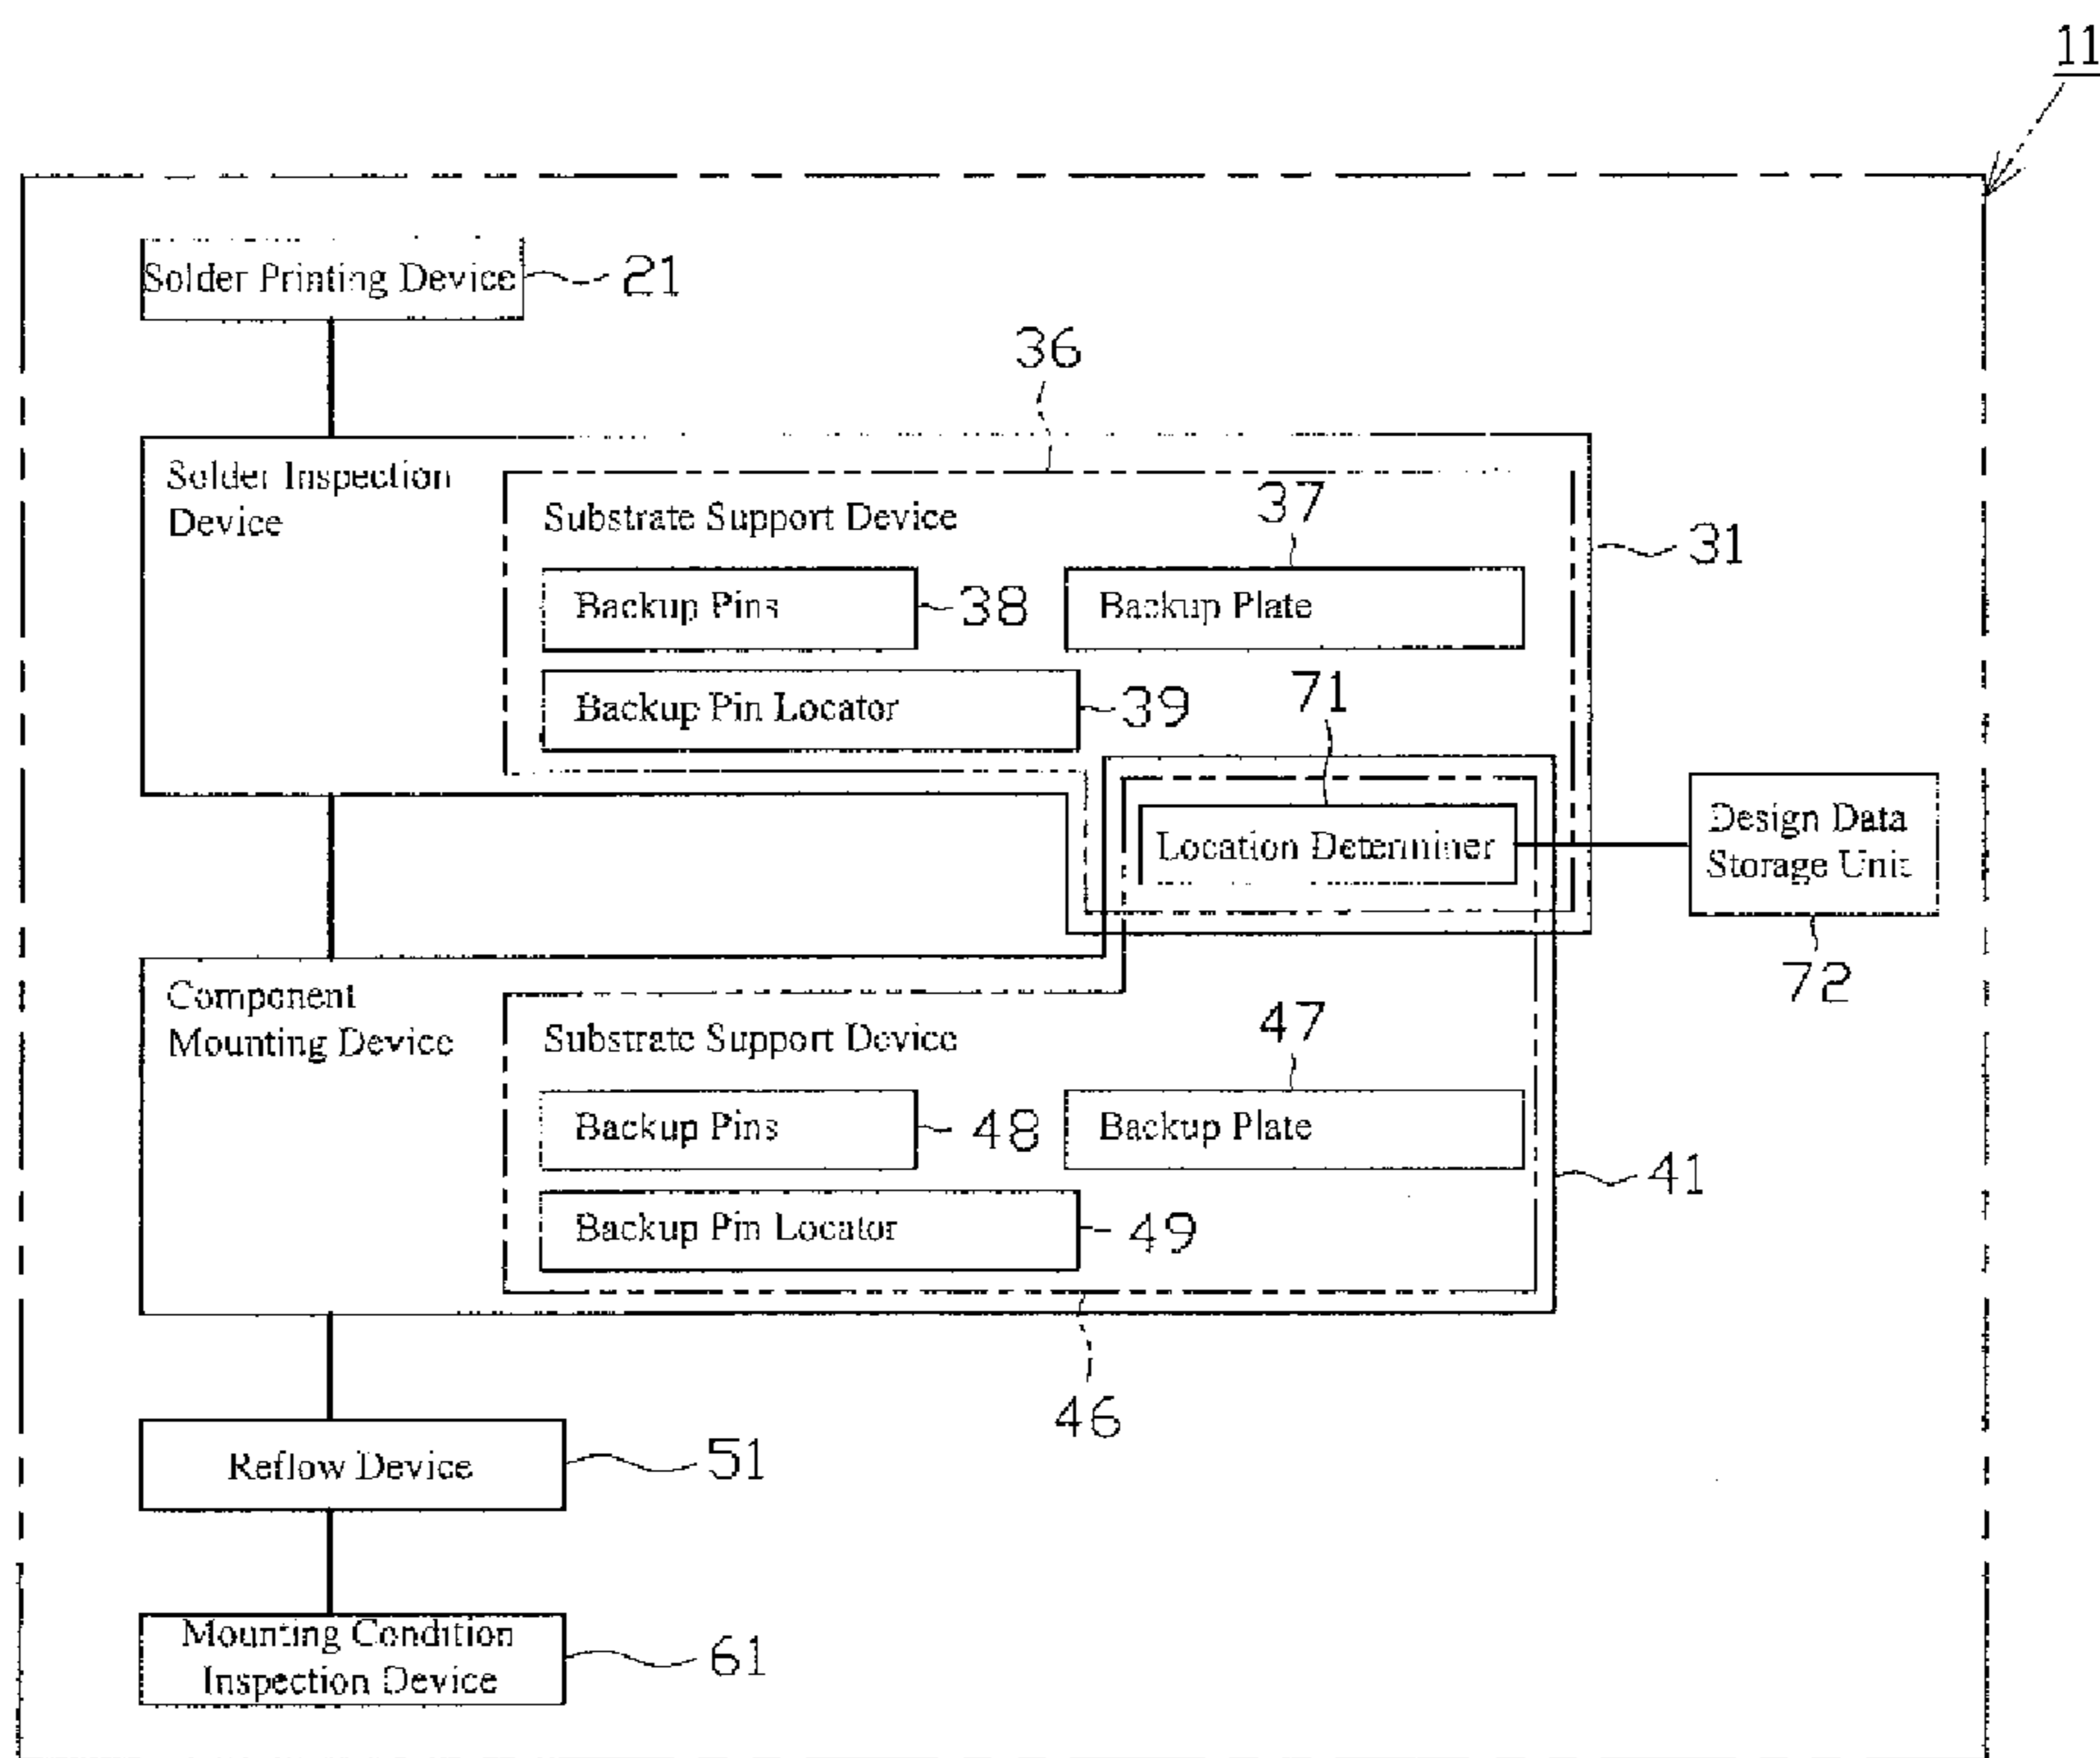 11
Solder Printing Device
21
36
Solder Inspection
Device
Substrate Support Device
37
31
Backup Pins
38
Backup Plate
Backup Pin Locator
39
71
Location Determiner
Design Data
Storage Unit
72
Component
Mounting Device
Substrate Support Device
47
Backup Pins
48
Backup Plate
41
Backup Pin Locator
49
46
Reflow Device
51
Mounting Condition
Inspection Device
61